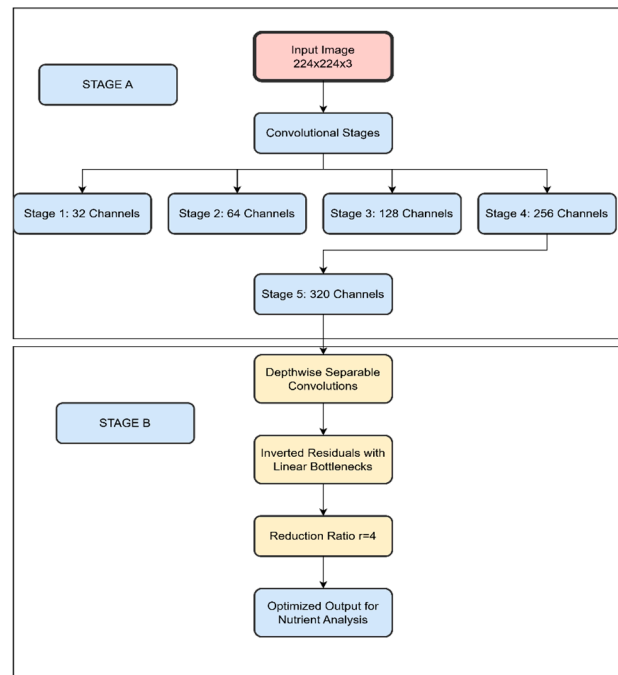 Input Image
224x224x3
STAGE A
Convolutional Stages
Stage 1: 32 Channels
Stage 2: 64 Channels
Stage 3: 128 Channels
Stage 4: 256 Channels
Stage 5: 320 Channels
Depthwise Separable
Convolutions
STAGE B
Inverted Residuals with
Linear Bottlenecks
Reduction Ratio r=4
Optimized Output for
Nutrient Analysis